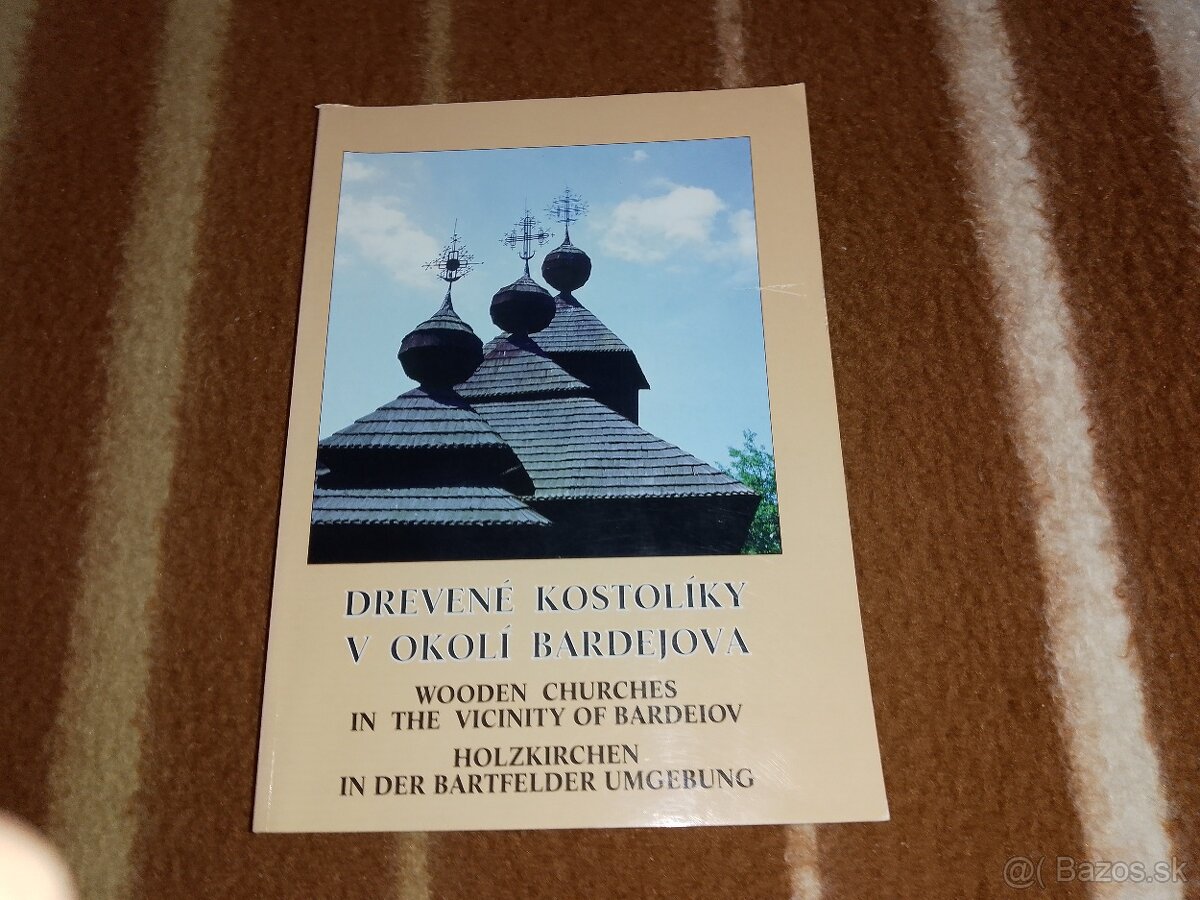 DREVENÉ KOSTOLÍKY
V OKOLÍ BARDEJOVA
WOODEN CHURCHES
IN THE VICINITY OF BARDEIOV
HOLZKIRCHEN
IN DER BARTFELDER UMGEBUNG
@( Bazos.sk